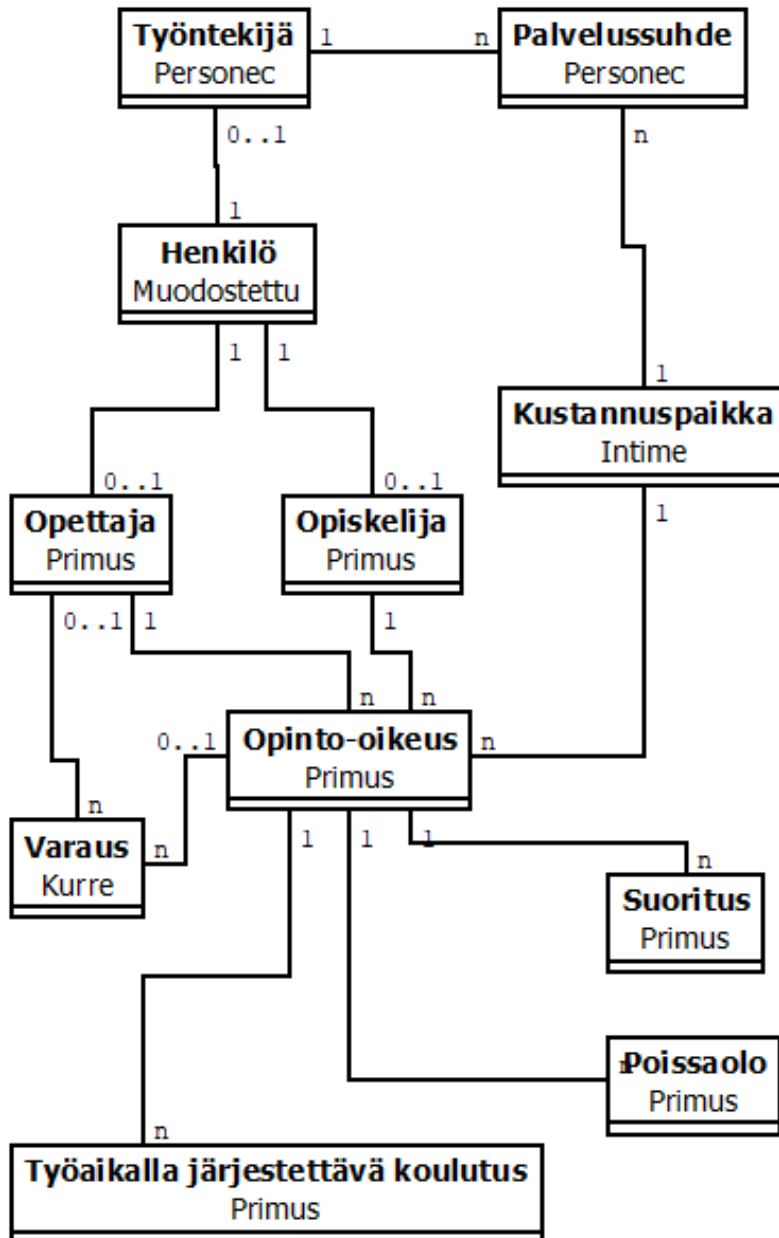 Työntekijä
Personec
1
n
Palvelussuhde
Personec
0..1
n
1
Henkilö
Muodostettu
1
1
1
Kustannuspaikka
Intime
0..1
0..1
1
Opettaja
Primus
Opiskelija
Primus
0..1
1
1
n
n
0..1
Opinto-oikeus
Primus
n
n
Varaus
Kurre
n
1
1
1
n
Suoritus
Primus
n
Poissaolo
Primus
n
Työaikalla järjestettävä koulutus
Primus